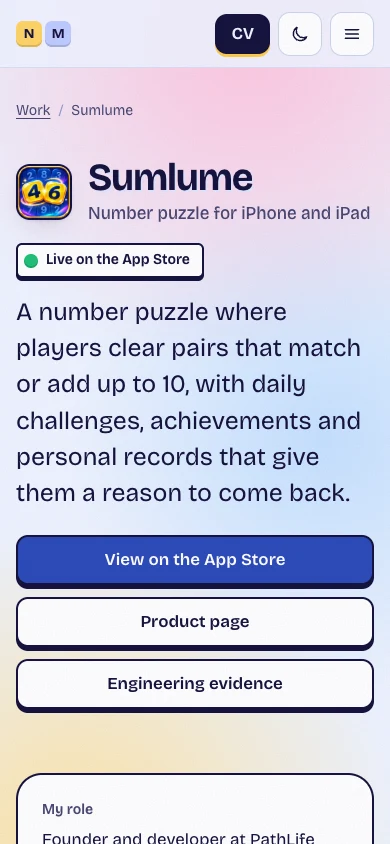 N M CV
Work / Sumlume
Sumlume
Number puzzle for iPhone and iPad
46
Live on the App Store
A number puzzle where
players clear pairs that match
or add up to 10, with daily
challenges, achievements and
personal records that give
them a reason to come back.
View on the App Store
Product page
Engineering evidence
My role
Founder and developer at PathLife